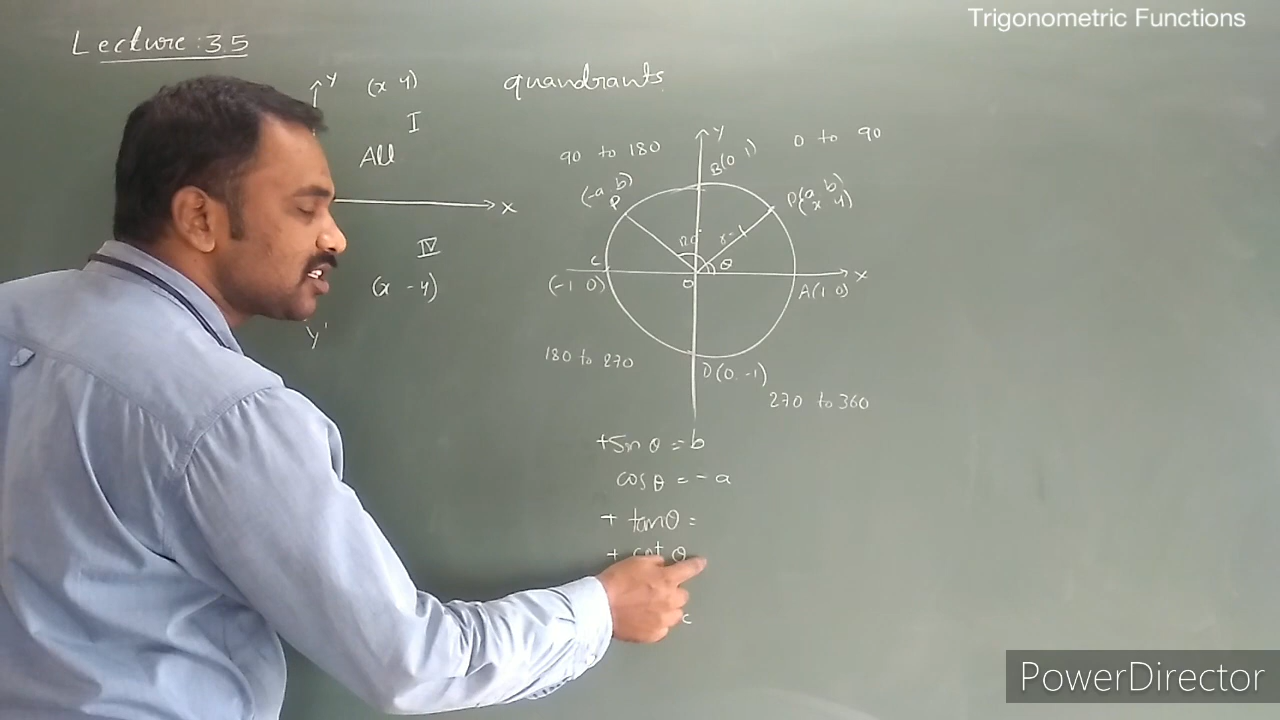 Trigonometric Functions
Lecture: 3.5
quandrants
Y (x y)
I
All
X
IV
(x -y)
Y'
Y
0 to 90
90 to 180
B(0 1)
(-a b)
P
P(a b)
(x y)
r=1
θ
C
O
X
(-1 0)
A(1 0)
180 to 270
D(0 -1)
270 to 360
+Sin θ = b
cos θ = - a
+ tan θ =
+ cot θ
c
PowerDirector